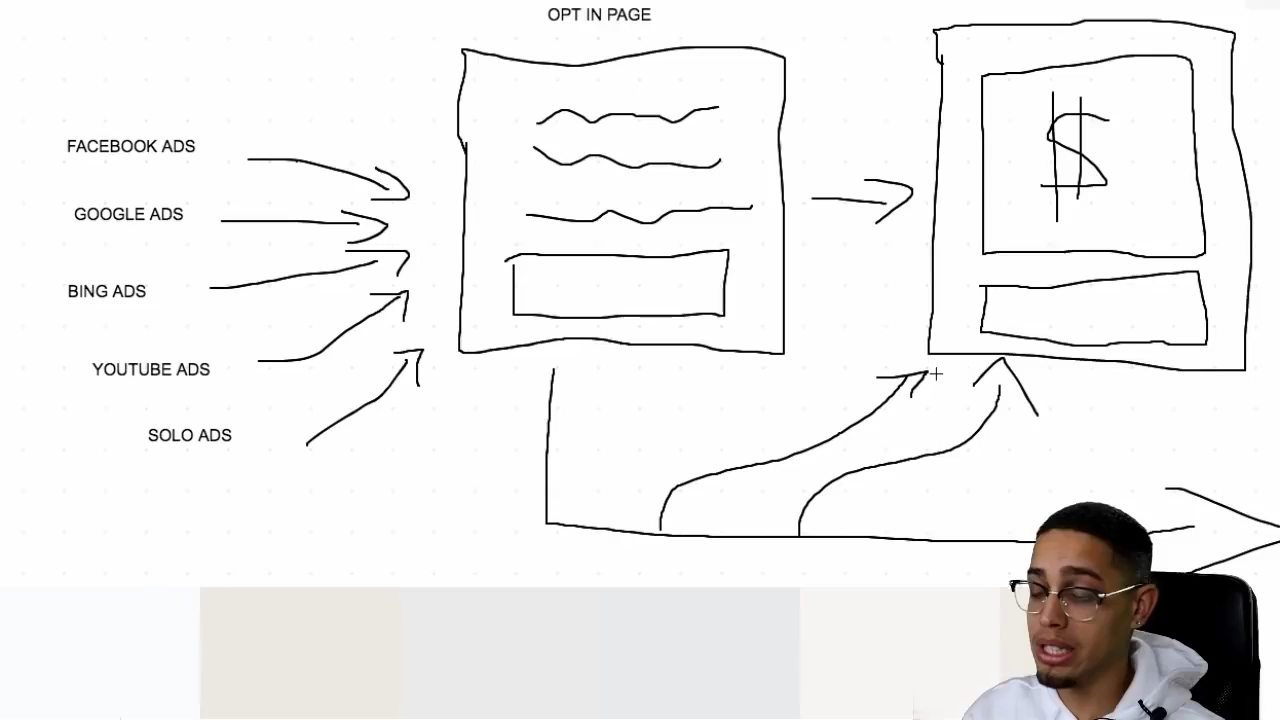 OPT IN PAGE
FACEBOOK ADS
GOOGLE ADS
BING ADS
YOUTUBE ADS
SOLO ADS
$